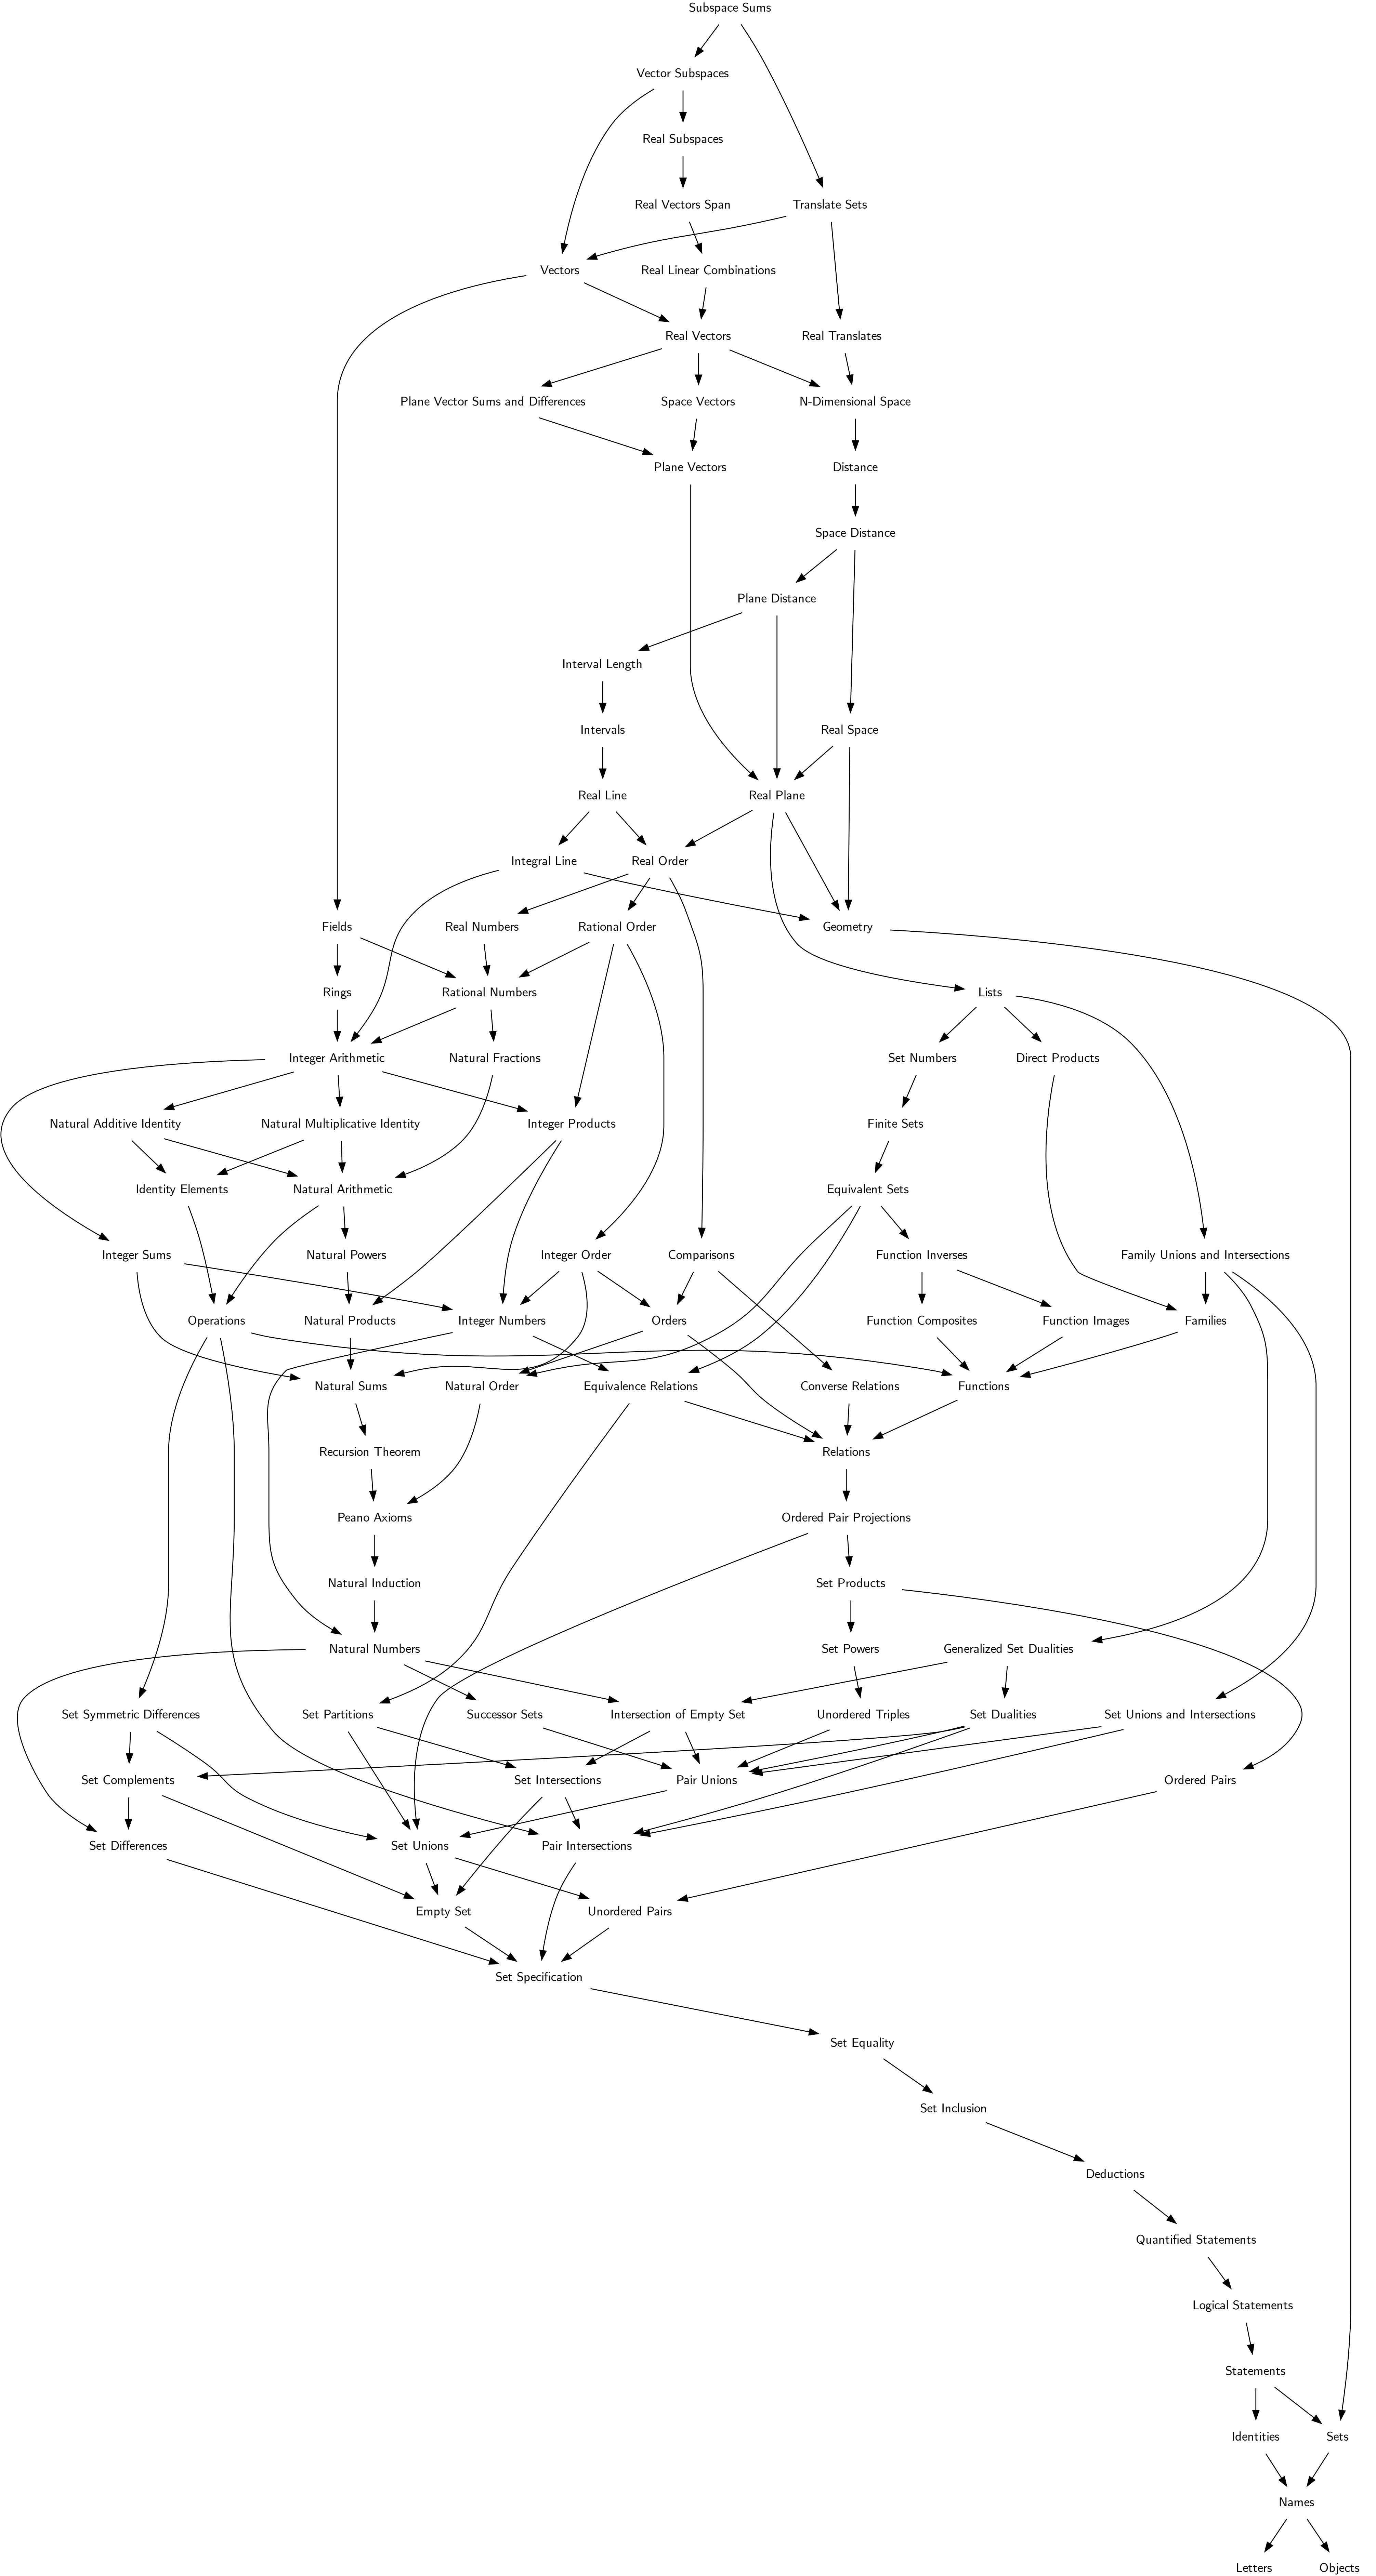 Subspace Sums
Vector Subspaces
Real Subspaces
Real Vectors Span
Translate Sets
Vectors
Real Linear Combinations
Real Vectors
Real Translates
Plane Vector Sums and Differences
Space Vectors
N-Dimensional Space
Plane Vectors
Distance
Space Distance
Plane Distance
Interval Length
Intervals
Real Space
Real Line
Real Plane
Integral Line
Real Order
Fields
Real Numbers
Rational Order
Geometry
Rings
Rational Numbers
Lists
Integer Arithmetic
Natural Fractions
Set Numbers
Direct Products
Natural Additive Identity
Natural Multiplicative Identity
Integer Products
Finite Sets
Identity Elements
Natural Arithmetic
Equivalent Sets
Integer Sums
Natural Powers
Integer Order
Comparisons
Function Inverses
Family Unions and Intersections
Operations
Natural Products
Integer Numbers
Orders
Function Composites
Function Images
Families
Natural Sums
Natural Order
Equivalence Relations
Converse Relations
Functions
Recursion Theorem
Relations
Peano Axioms
Ordered Pair Projections
Natural Induction
Set Products
Natural Numbers
Set Powers
Generalized Set Dualities
Set Symmetric Differences
Set Partitions
Successor Sets
Intersection of Empty Set
Unordered Triples
Set Dualities
Set Unions and Intersections
Set Complements
Set Intersections
Pair Unions
Ordered Pairs
Set Differences
Set Unions
Pair Intersections
Empty Set
Unordered Pairs
Set Specification
Set Equality
Set Inclusion
Deductions
Quantified Statements
Logical Statements
Statements
Identities
Sets
Names
Letters
Objects